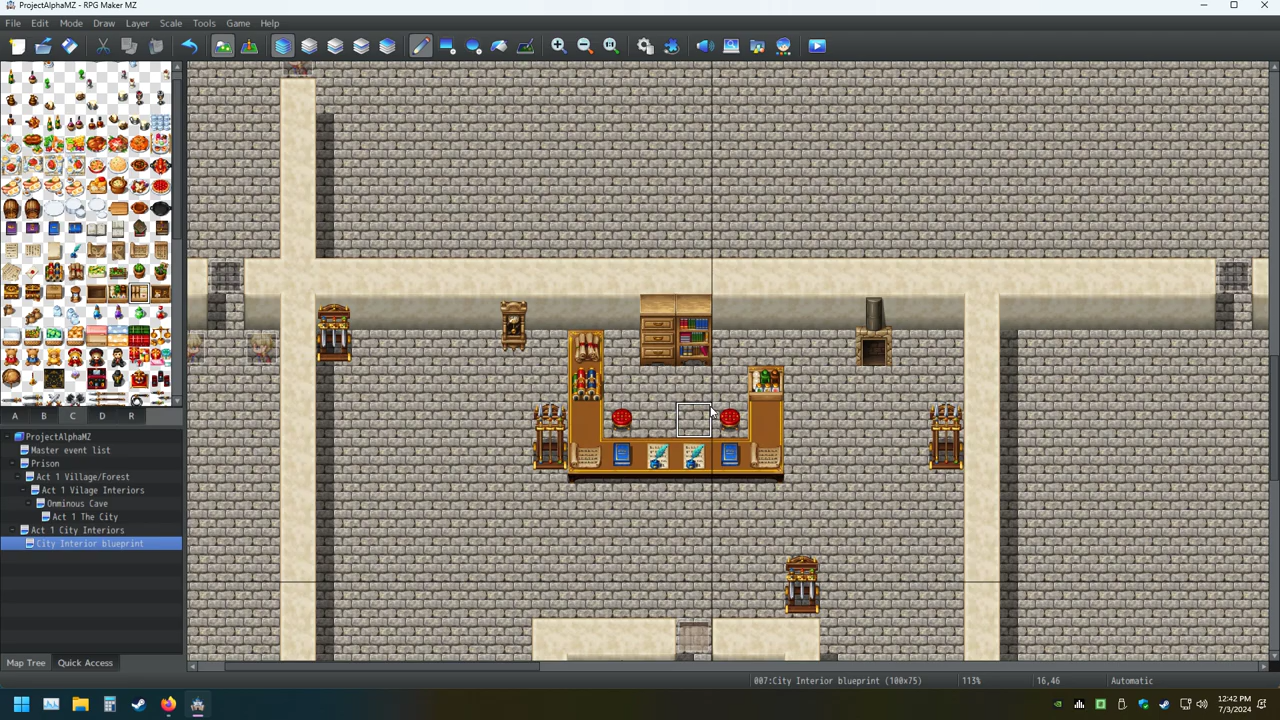 ProjectAlphaMZ - RPG Maker MZ
File Edit Mode Draw Layer Scale Tools Game Help
A B C D R
ProjectAlphaMZ
Master event list
Prison
Act 1 Village/Forest
Act 1 Vilage Interiors
Onminous Cave
Act 1 The City
Act 1 City Interiors
City Interior blueprint
Map Tree Quick Access
007:City Interior blueprint (100x75) 113% 16,46 Automatic
12:42 PM
7/3/2024